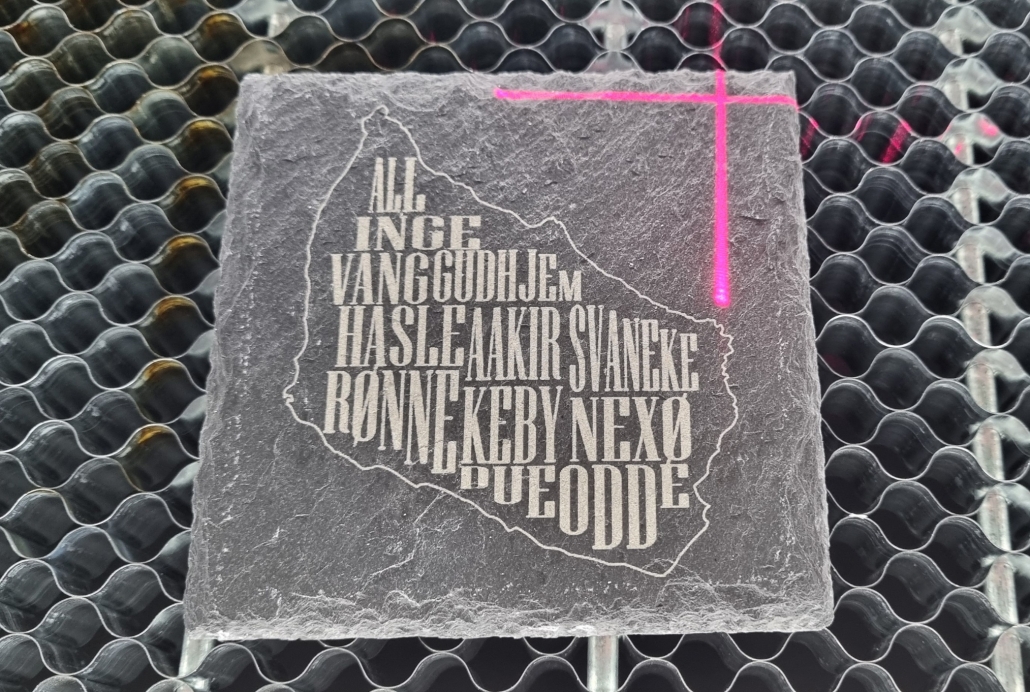 ALL
INGE
VANG GUDHJEM
HASLE AAKIR SVANEKE
RØNNE KEBY NEXØ
DUEODDE